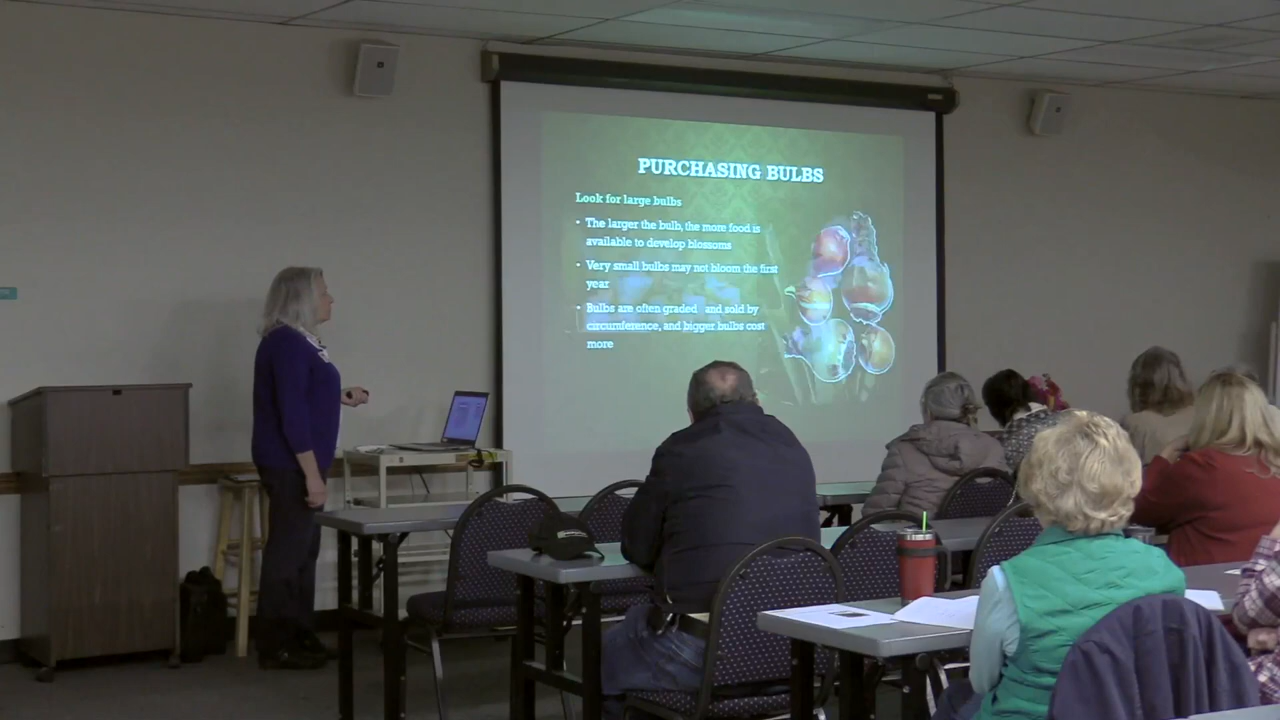 PURCHASING BULBS
Look for large bulbs
• The larger the bulb, the more food is
available to develop blossoms
• Very small bulbs may not bloom the first
year
• Bulbs are often graded and sold by
circumference, and bigger bulbs cost
more